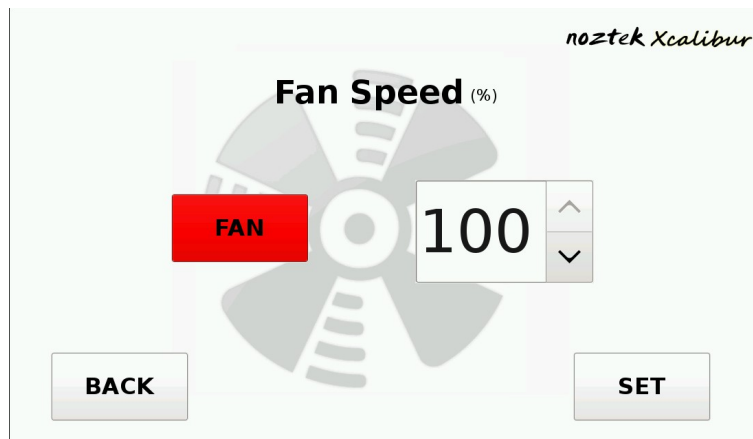 noztek Xcalibur
Fan Speed (%)
FAN
100
BACK
SET